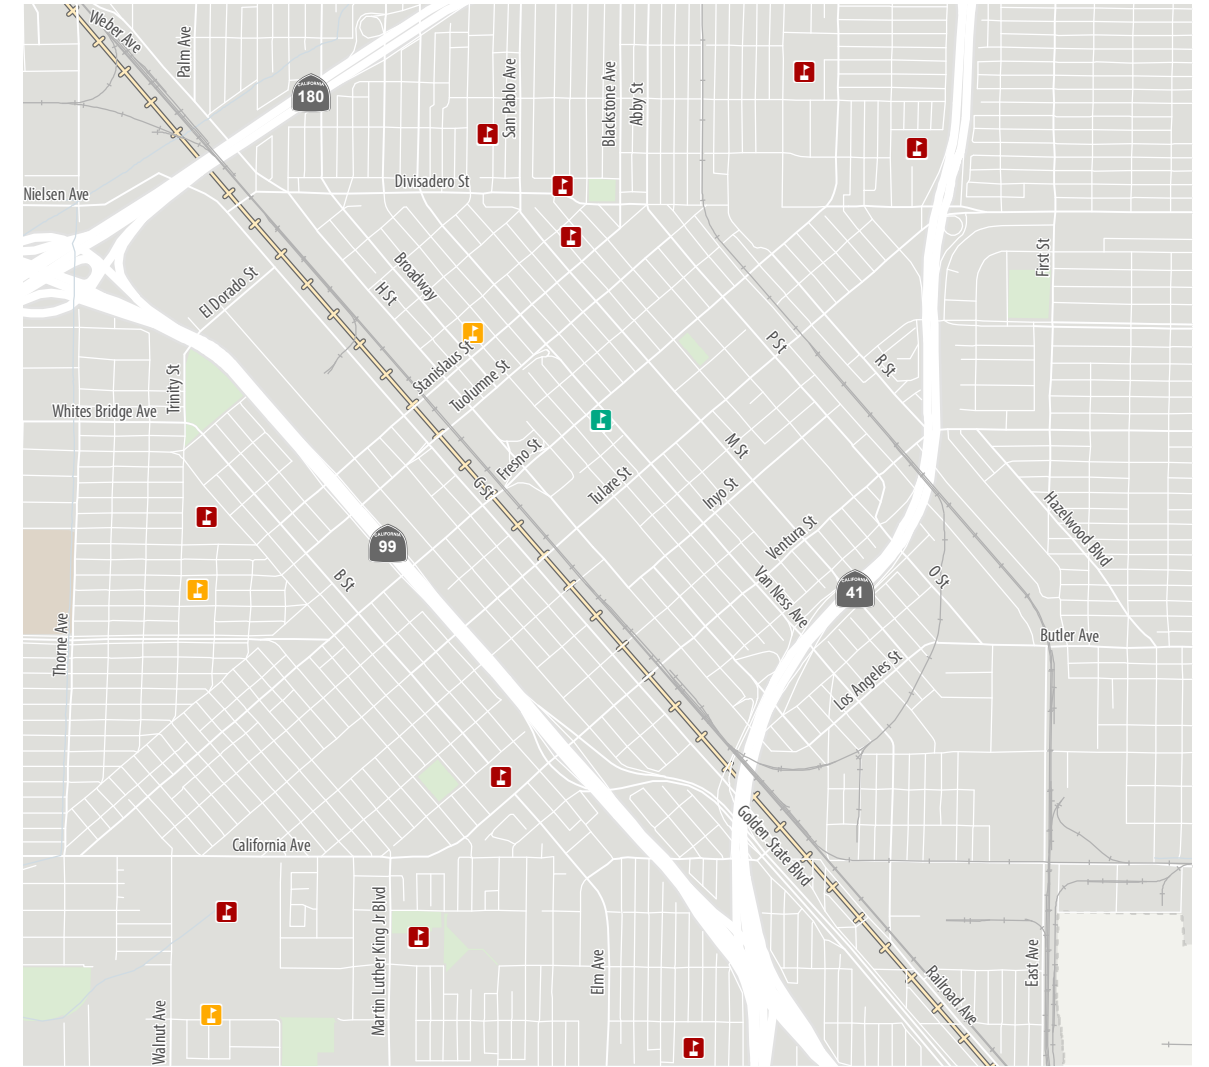 Weber Ave
Palm Ave
CALIFORNIA
180
San Pablo Ave
Blackstone Ave
Abby St
Divisadero St
Nielsen Ave
First St
El Dorado St
Broadway
H St
P St
R St
Stanislaus St
Tuolumne St
Trinity St
Whites Bridge Ave
Fresno St
G St
Tulare St
M St
Inyo St
Ventura St
Hazelwood Blvd
CALIFORNIA
99
B St
Van Ness Ave
CALIFORNIA
41
O St
Thorne Ave
Butler Ave
Los Angeles St
California Ave
Golden State Blvd
Martin Luther King Jr Blvd
Elm Ave
East Ave
Railroad Ave
Walnut Ave